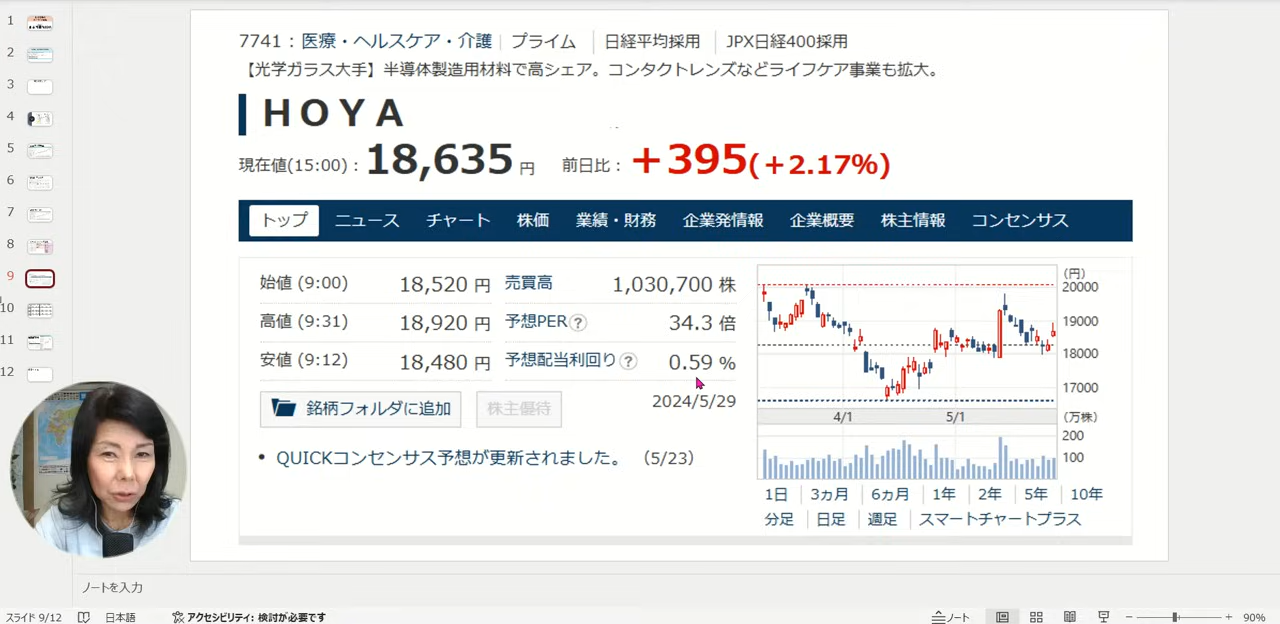 1
2
3
4
5
6
7
8
9
10
11
12
7741：医療・ヘルスケア・介護 プライム 日経平均採用 JPX日経400採用
【光学ガラス大手】半導体製造用材料で高シェア。コンタクトレンズなどライフケア事業も拡大。
ＨＯＹＡ
現在値(15:00)： 18,635 円 前日比： ＋395(＋2.17%)
トップ ニュース チャート 株価 業績・財務 企業発情報 企業概要 株主情報 コンセンサス
始値 (9:00) 18,520 円 売買高 1,030,700 株
高値 (9:31) 18,920 円 予想PER ? 34.3 倍
安値 (9:12) 18,480 円 予想配当利回り ? 0.59 %
2024/5/29
銘柄フォルダに追加 株主優待
• QUICKコンセンサス予想が更新されました。 （5/23）
(円)
20000
19000
18000
17000
4/1 5/1 (万株)
200
100
1日 3ヵ月 6ヵ月 1年 2年 5年 10年
分足 日足 週足 スマートチャートプラス
ノートを入力
スライド 9/12 日本語 アクセシビリティ: 検討が必要です ノート 90%